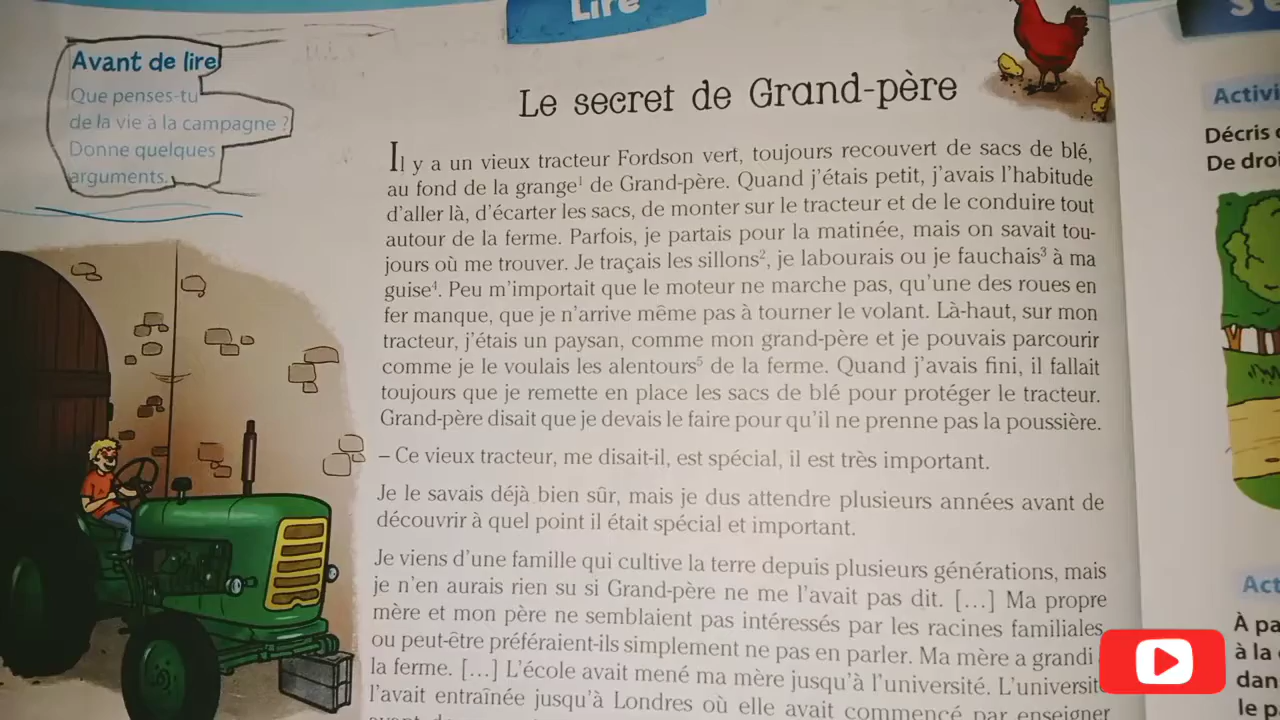 Lire
Avant de lire
Que penses-tu
de la vie à la campagne ?
Donne quelques
arguments.
Le secret de Grand-père
Il y a un vieux tracteur Fordson vert, toujours recouvert de sacs de blé,
au fond de la grange¹ de Grand-père. Quand j'étais petit, j'avais l'habitude
d'aller là, d'écarter les sacs, de monter sur le tracteur et de le conduire tout
autour de la ferme. Parfois, je partais pour la matinée, mais on savait tou-
jours où me trouver. Je traçais les sillons², je labourais ou je fauchais³ à ma
guise⁴. Peu m'importait que le moteur ne marche pas, qu'une des roues en
fer manque, que je n'arrive même pas à tourner le volant. Là-haut, sur mon
tracteur, j'étais un paysan, comme mon grand-père et je pouvais parcourir
comme je le voulais les alentours⁵ de la ferme. Quand j'avais fini, il fallait
toujours que je remette en place les sacs de blé pour protéger le tracteur.
Grand-père disait que je devais le faire pour qu'il ne prenne pas la poussière.
– Ce vieux tracteur, me disait-il, est spécial, il est très important.
Je le savais déjà bien sûr, mais je dus attendre plusieurs années avant de
découvrir à quel point il était spécial et important.
Je viens d'une famille qui cultive la terre depuis plusieurs générations, mais
je n'en aurais rien su si Grand-père ne me l'avait pas dit. […] Ma propre
mère et mon père ne semblaient pas intéressés par les racines familiales
ou peut-être préféraient-ils simplement ne pas en parler. Ma mère a grandi
la ferme. […] L'école avait mené ma mère jusqu'à l'université. L'université
l'avait entraînée jusqu'à Londres où elle avait commencé par enseigner
Décris
De droi
À pa
à la
dan
le p